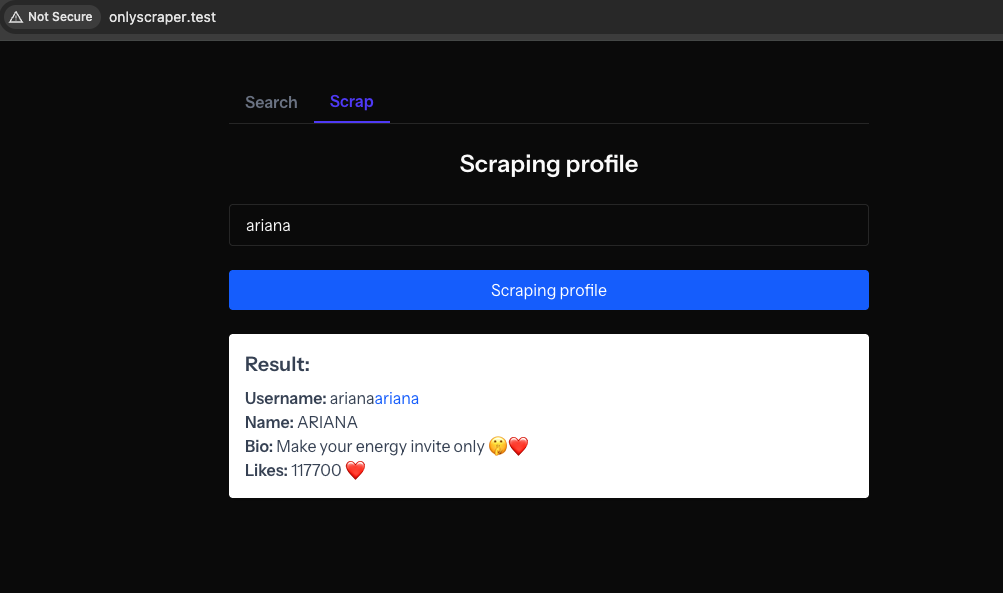 Not Secure onlyscraper.test
Search Scrap
Scraping profile
ariana
Scraping profile
Result:
Username: arianaariana
Name: ARIANA
Bio: Make your energy invite only 🤫❤️
Likes: 117700 ❤️